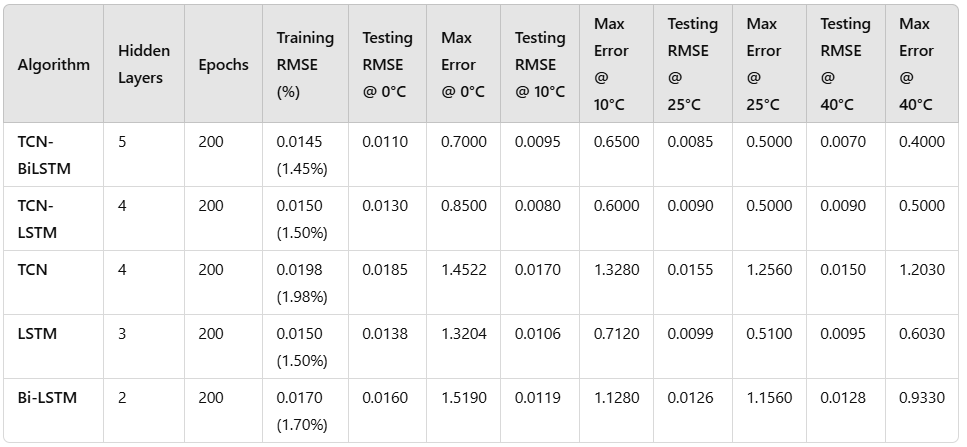 Algorithm Hidden Layers Epochs Training RMSE (%) Testing RMSE @ 0°C Max Error @ 0°C Testing RMSE @ 10°C Max Error @ 10°C Testing RMSE @ 25°C Max Error @ 25°C Testing RMSE @ 40°C Max Error @ 40°C
TCN-BiLSTM 5 200 0.0145 (1.45%) 0.0110 0.7000 0.0095 0.6500 0.0085 0.5000 0.0070 0.4000
TCN-LSTM 4 200 0.0150 (1.50%) 0.0130 0.8500 0.0080 0.6000 0.0090 0.5000 0.0090 0.5000
TCN 4 200 0.0198 (1.98%) 0.0185 1.4522 0.0170 1.3280 0.0155 1.2560 0.0150 1.2030
LSTM 3 200 0.0150 (1.50%) 0.0138 1.3204 0.0106 0.7120 0.0099 0.5100 0.0095 0.6030
Bi-LSTM 2 200 0.0170 (1.70%) 0.0160 1.5190 0.0119 1.1280 0.0126 1.1560 0.0128 0.9330